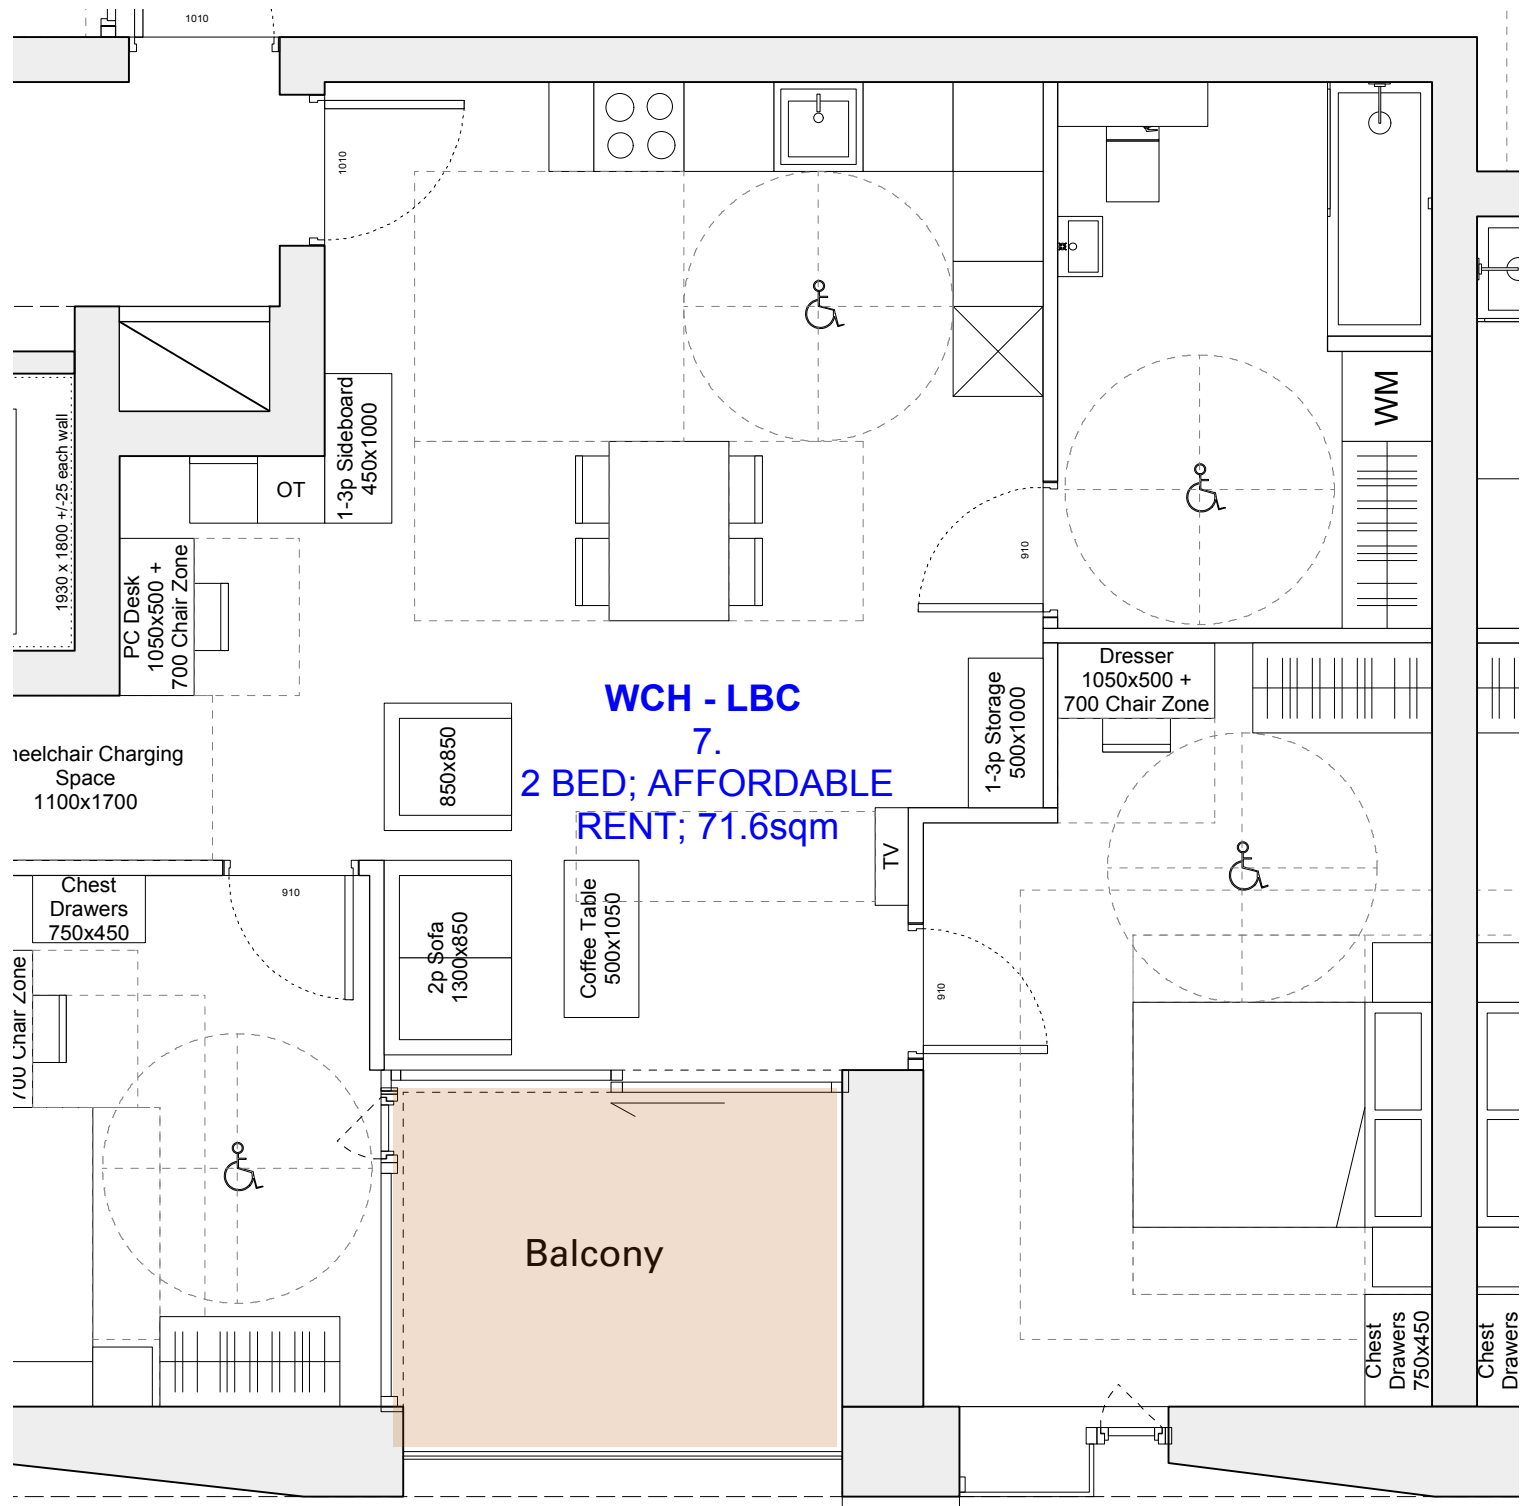 1010
1010
1-3p Sideboard
450x1000
OT
1930 x 1800 +/-25 each wall
PC Desk
1050x500 +
700 Chair Zone
WM
910
Dresser
1050x500 +
700 Chair Zone
1-3p Storage
500x1000
WCH - LBC
7.
2 BED; AFFORDABLE
RENT; 71.6sqm
850x850
heelchair Charging
Space
1100x1700
TV
Chest
Drawers
750x450
910
2p Sofa
1300x850
Coffee Table
500x1050
700 Chair Zone
910
Balcony
Chest
Drawers
750x450
Chest
Drawers